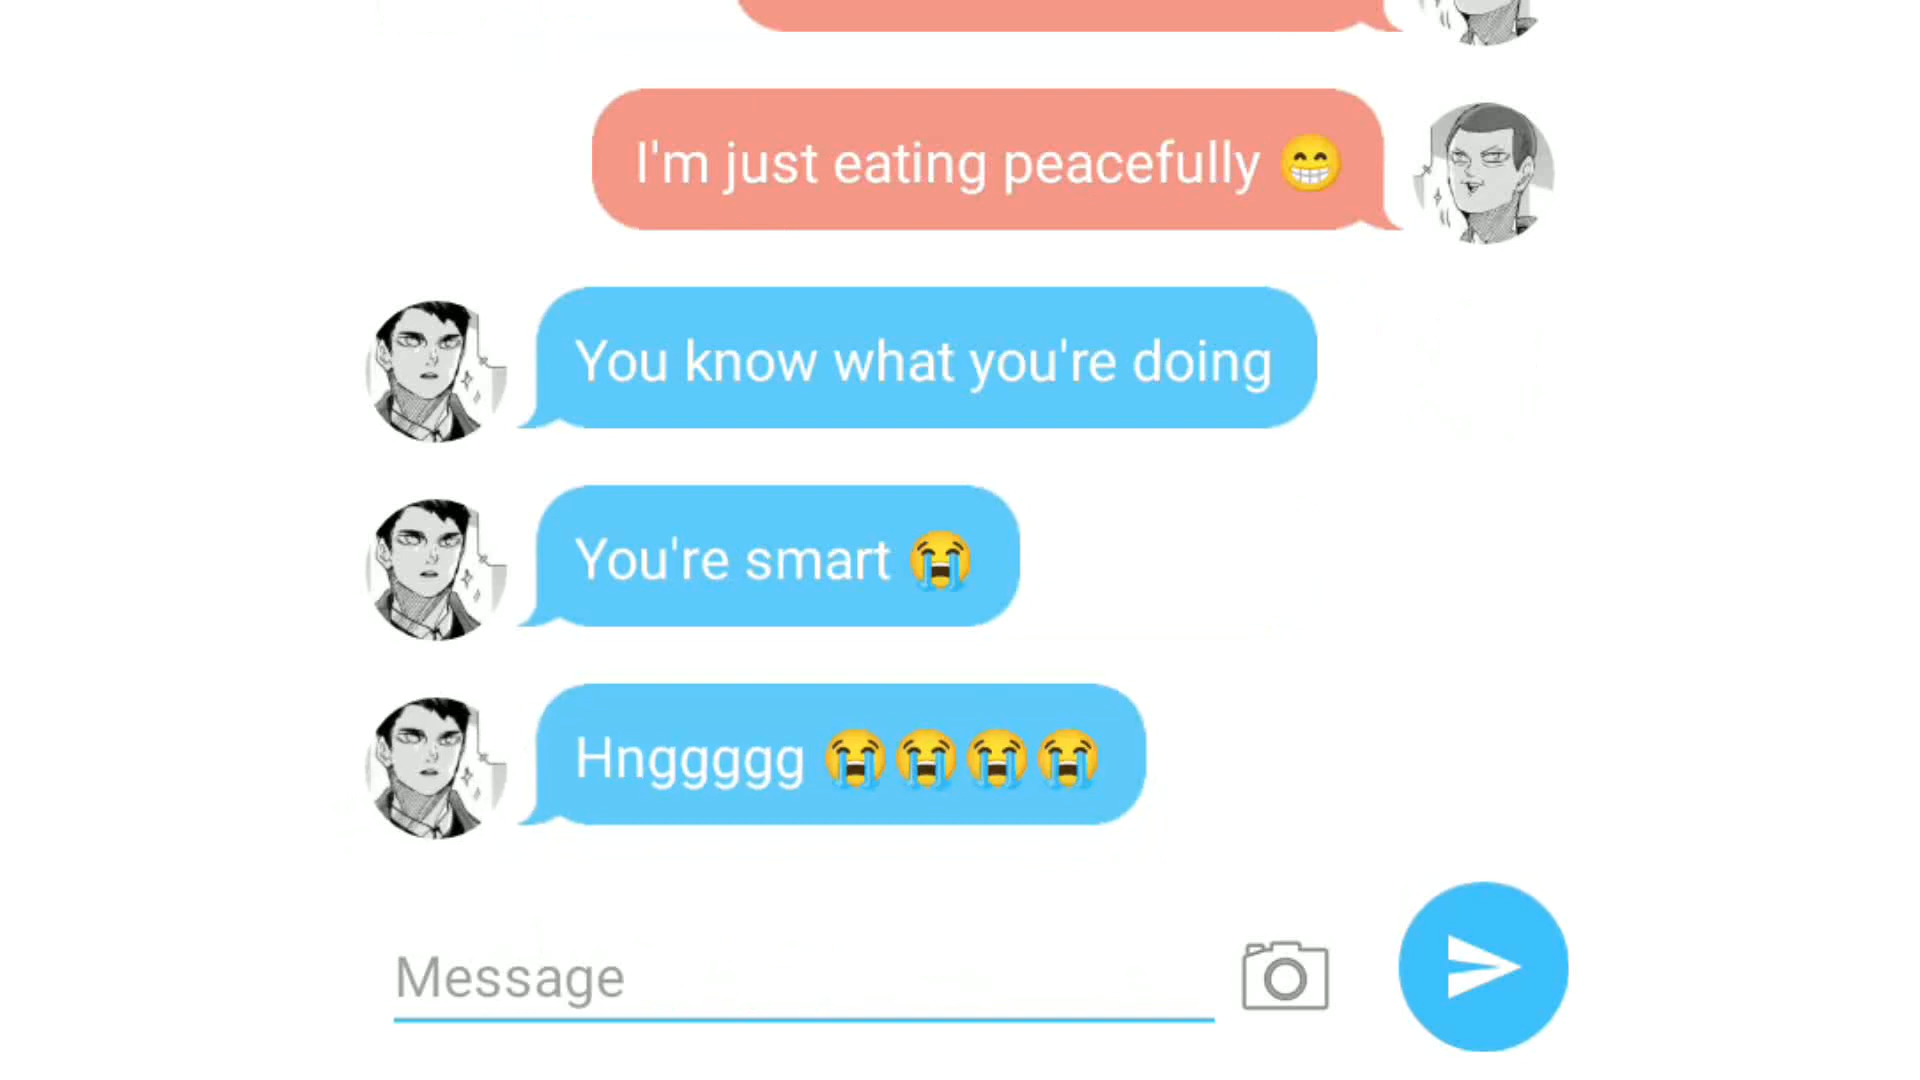 I'm just eating peacefully 😁
You know what you're doing
You're smart 😭
Hnggggg 😭😭😭😭
Message